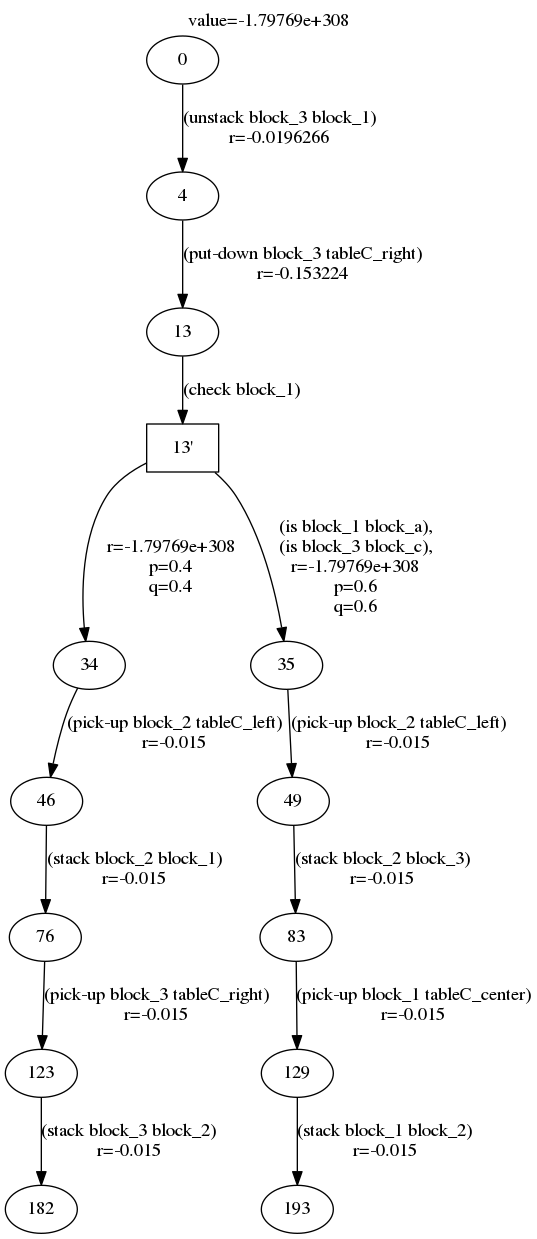 value=-1.79769e+308
0
(unstack block_3 block_1)
r=-0.0196266
4
(put-down block_3 tableC_right)
r=-0.153224
13
(check block_1)
13'
r=-1.79769e+308
p=0.4
q=0.4
(is block_1 block_a),
(is block_3 block_c),
r=-1.79769e+308
p=0.6
q=0.6
34
35
(pick-up block_2 tableC_left)
r=-0.015
(pick-up block_2 tableC_left)
r=-0.015
46
49
(stack block_2 block_1)
r=-0.015
(stack block_2 block_3)
r=-0.015
76
83
(pick-up block_3 tableC_right)
r=-0.015
(pick-up block_1 tableC_center)
r=-0.015
123
129
(stack block_3 block_2)
r=-0.015
(stack block_1 block_2)
r=-0.015
182
193